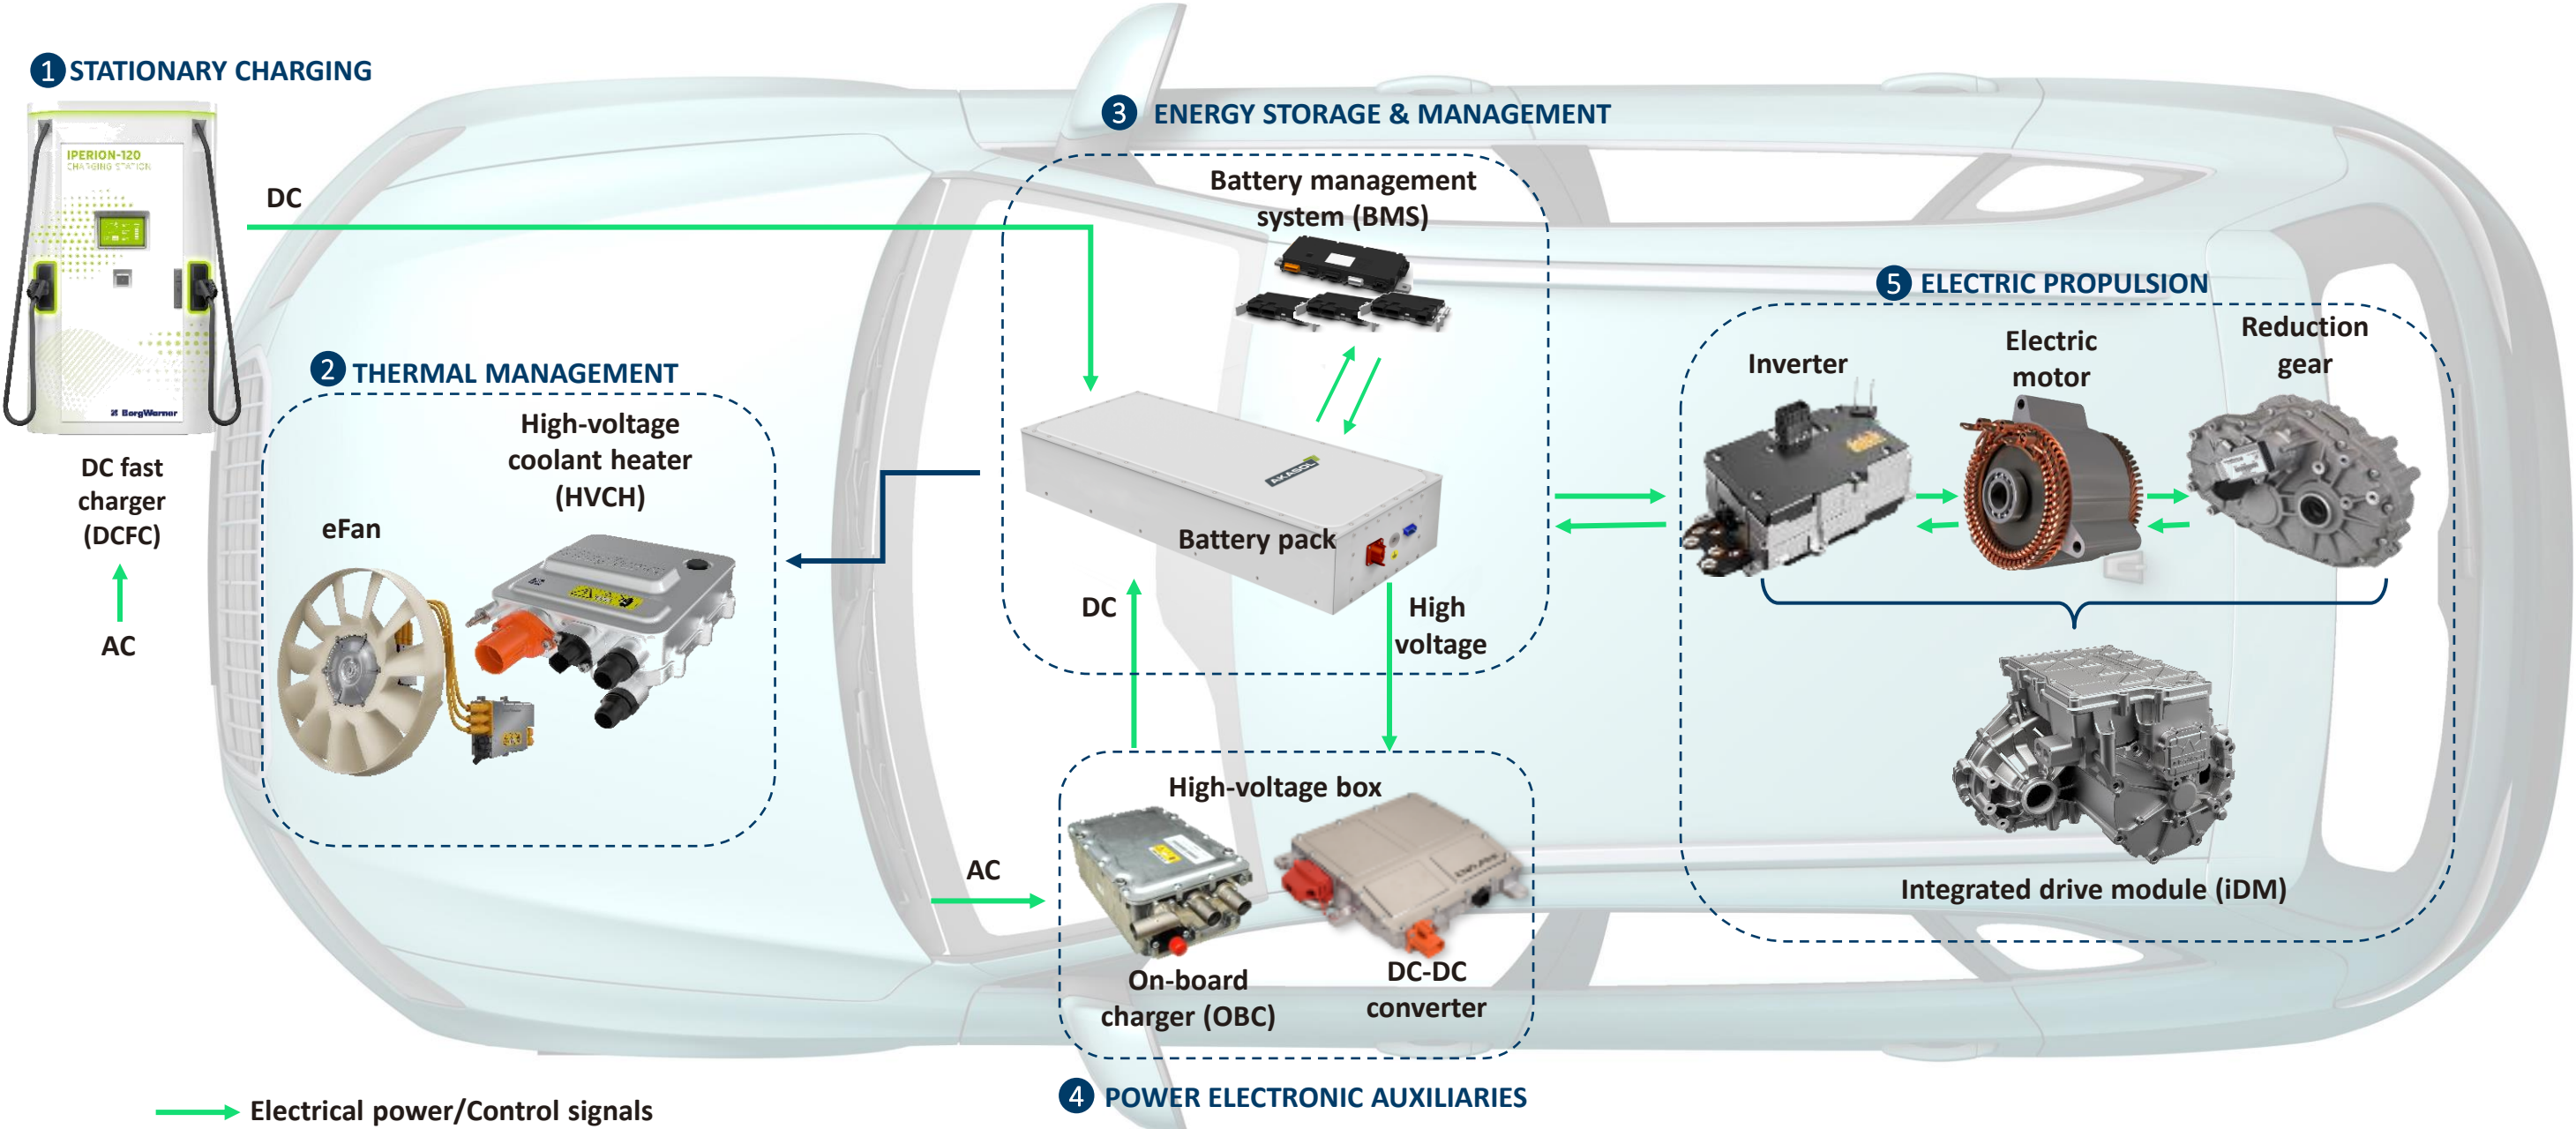 1 STATIONARY CHARGING
IPERION-120
CHARGING STATION
BorgWarner
DC fast
charger
(DCFC)
AC
DC
2 THERMAL MANAGEMENT
High-voltage
coolant heater
(HVCH)
eFan
3 ENERGY STORAGE & MANAGEMENT
Battery management
system (BMS)
AKASOL
Battery pack
DC
High
voltage
AC
High-voltage box
On-board
charger (OBC)
DC-DC
converter
4 POWER ELECTRONIC AUXILIARIES
5 ELECTRIC PROPULSION
Inverter
Electric
motor
Reduction
gear
Integrated drive module (iDM)
Electrical power/Control signals